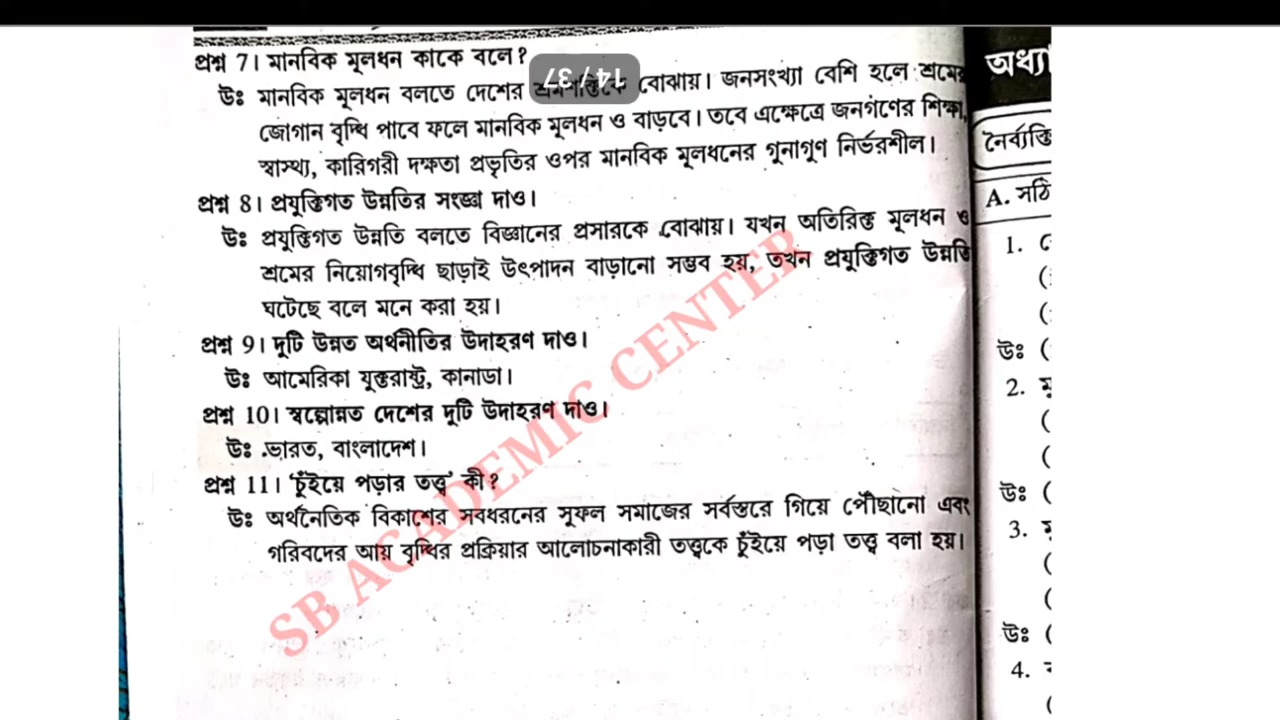 প্রশ্ন 7। মানবিক মূলধন কাকে বলে?
14/37
উঃ মানবিক মূলধন বলতে দেশের শ্রমশক্তিকে বোঝায়। জনসংখ্যা বেশি হলে শ্রমের
জোগান বৃদ্ধি পাবে ফলে মানবিক মূলধন ও বাড়বে। তবে এক্ষেত্রে জনগণের শিক্ষা,
স্বাস্থ্য, কারিগরী দক্ষতা প্রভৃতির ওপর মানবিক মূলধনের গুনাগুণ নির্ভরশীল।
প্রশ্ন 8। প্রযুক্তিগত উন্নতির সংজ্ঞা দাও।
উঃ প্রযুক্তিগত উন্নতি বলতে বিজ্ঞানের প্রসারকে বোঝায়। যখন অতিরিক্ত মূলধন ও
শ্রমের নিয়োগবৃদ্ধি ছাড়াই উৎপাদন বাড়ানো সম্ভব হয়, তখন প্রযুক্তিগত উন্নতি
ঘটেছে বলে মনে করা হয়।
প্রশ্ন 9। দুটি উন্নত অর্থনীতির উদাহরণ দাও।
উঃ আমেরিকা যুক্তরাষ্ট্র, কানাডা।
প্রশ্ন 10। স্বল্পোন্নত দেশের দুটি উদাহরণ দাও।
উঃ ভারত, বাংলাদেশ।
প্রশ্ন 11। 'চুঁইয়ে পড়ার তত্ত্ব' কী?
উঃ অর্থনৈতিক বিকাশের সবধরনের সুফল সমাজের সর্বস্তরে গিয়ে পৌঁছানো এবং
গরিবদের আয় বৃদ্ধির প্রক্রিয়ার আলোচনাকারী তত্ত্বকে চুঁইয়ে পড়া তত্ত্ব বলা হয়।
SB ACADEMIC CENTER
A. সঠি
1.
উঃ (
2.
উঃ (
3.
উঃ (
4.